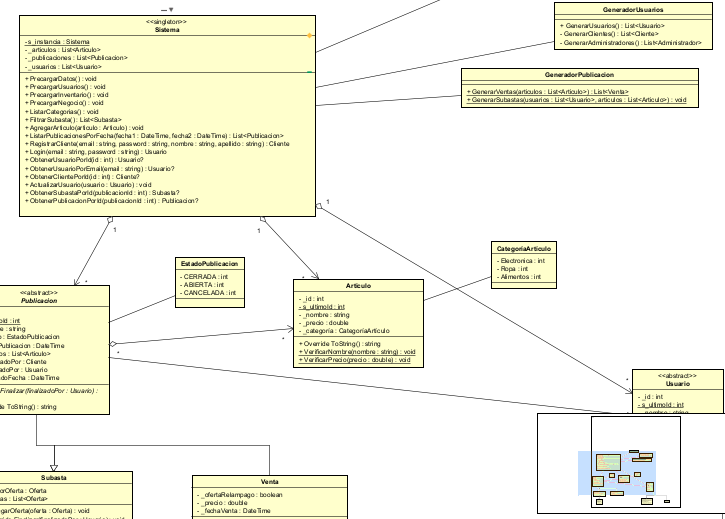 <<singleton>>
Sistema
- s_instancia : Sistema
- _articulos : List<Articulo>
- _publicaciones : List<Publicacion>
- _usuarios : List<Usuario>
+ PrecargarDatos() : void
+ PrecargarUsuarios() : void
+ PrecargarInventario() : void
+ PrecargarNegocio() : void
+ ListarCategorias() : void
+ FiltrarSubasta() : List<Subasta>
+ AgregarArticulo(articulo : Articulo) : void
+ ListarPublicacionesPorFecha(fecha1 : DateTime, fecha2 : DateTime) : List<Publicacion>
+ RegistrarCliente(email : string, password : string, nombre : string, apellido : string) : Cliente
+ Login(email : string, password : string) : Usuario
+ ObtenerUsuarioPorId(id : int) : Usuario?
+ ObtenerUsuarioPorEmail(email : string) : Usuario?
+ ObtenerClientePorId(id : int) : Cliente?
+ ActualizarUsuario(usuario : Usuario) : void
+ ObtenerSubastaPorId(publicacionId : int) : Subasta?
+ ObtenerPublicacionPorId(publicacionId : int) : Publicacion?
GeneradorUsuarios
+ GenerarUsuarios() : List<Usuario>
- GenerarClientes() : List<Cliente>
- GenerarAdministradores() : List<Administrador>
GeneradorPublicacion
+ GenerarVentas(articulos : List<Articulo>) : List<Venta>
+ GenerarSubastas(usuarios : List<Usuario>, articulos : List<Articulo>) : void
1
1
1
*
*
*
*
*
EstadoPublicacion
- CERRADA : int
- ABIERTA : int
- CANCELADA : int
CategoriaArticulo
- Electronica : int
- Ropa : int
- Alimentos : int
<<abstract>>
Publicacion
oId : int
e : string
o : EstadoPublicacion
Publicacion : DateTime
os : List<Articulo>
adoPor : Cliente
adoPor : Usuario
adoFecha : DateTime
Finalizar(finalizadoPor : Usuario) :
de ToString() : string
Articulo
- _id : int
- s_ultimoId : int
- _nombre : string
- _precio : double
- _categoria : CategoriaArticulo
+ Override ToString() : string
+ VerificarNombre(nombre : string) : void
+ VerificarPrecio(precio : double) : void
<<abstract>>
Usuario
- _id : int
- s_ultimoId : int
Subasta
orOferta : Oferta
as : List<Oferta>
garOferta(oferta : Oferta) : void
Venta
- _ofertaRelampago : boolean
- _precio : double
- _fechaVenta : DateTime